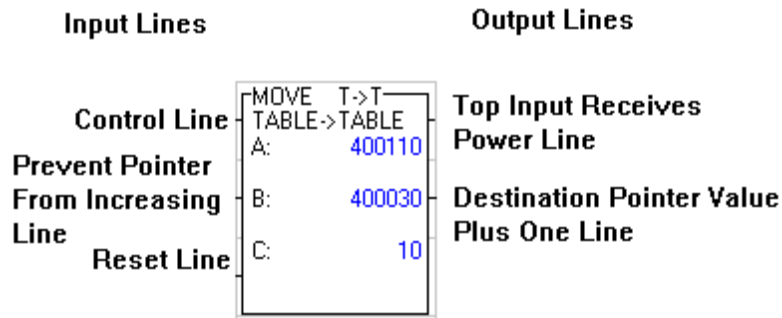 Input Lines
Output Lines
MOVE T->T
Control Line
TABLE->TABLE
Top Input Receives
Power Line
A: 400110
Prevent Pointer
From Increasing
Line
B: 400030
Destination Pointer Value
Plus One Line
Reset Line
C: 10